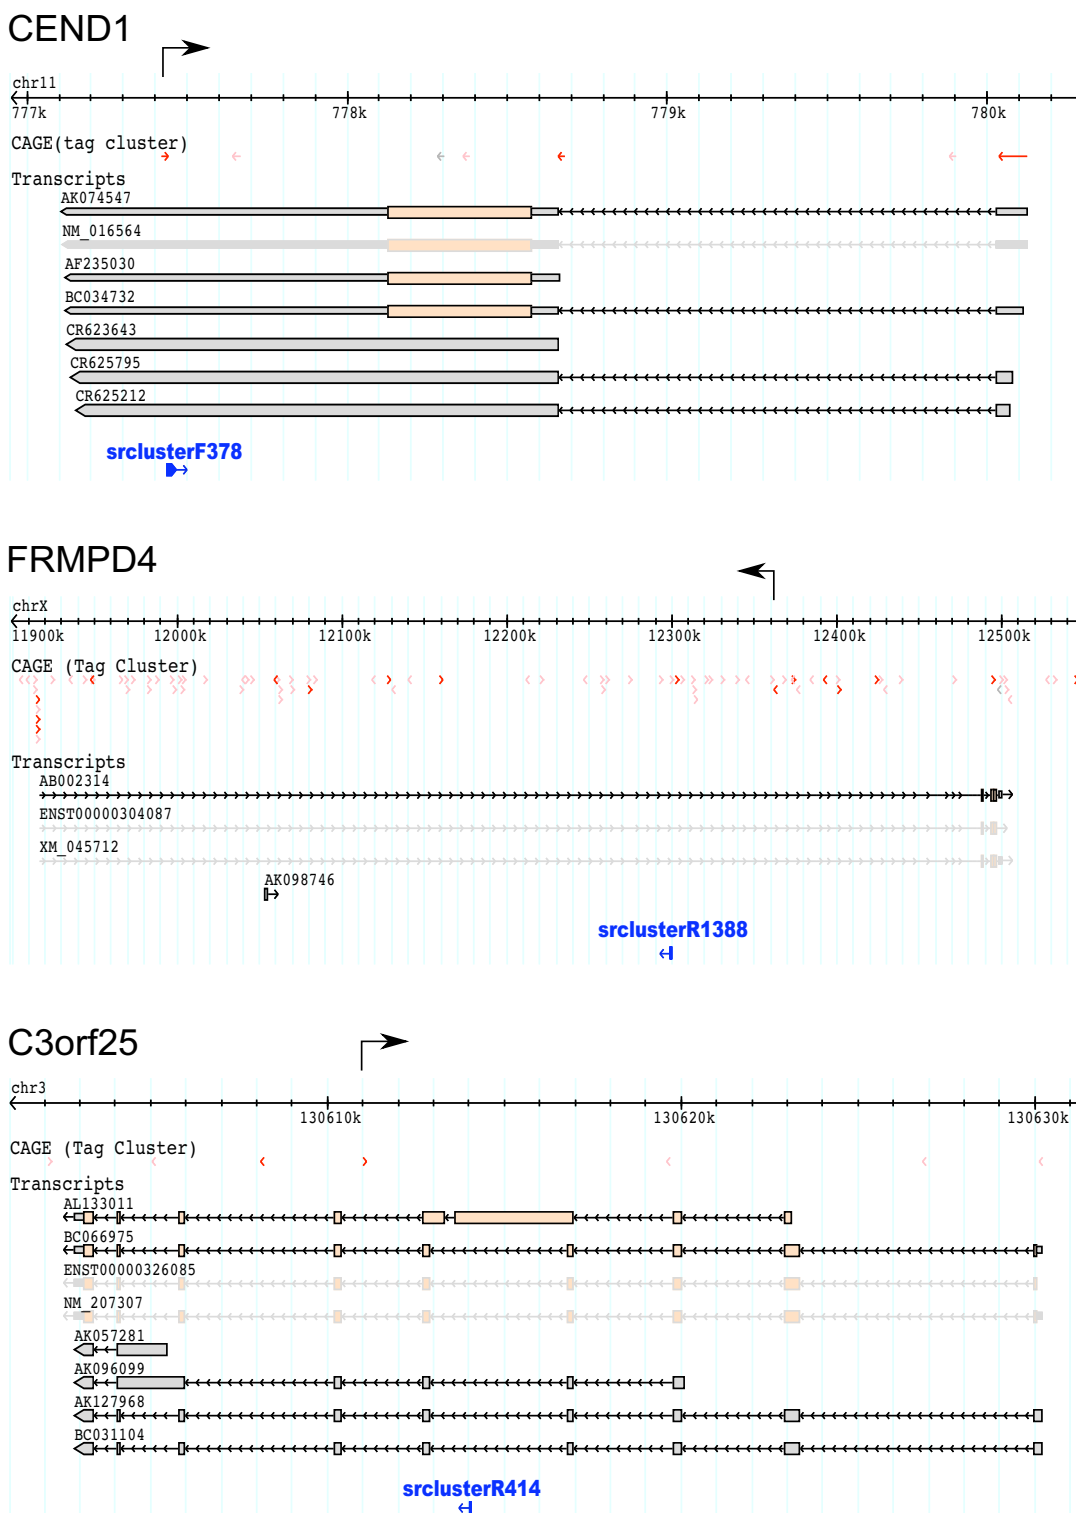 CEND1
chr11
777k 778k 779k 780k
CAGE(tag cluster)
Transcripts
AK074547
NM_016564
AF235030
BC034732
CR623643
CR625795
CR625212
srclusterF378
FRMPD4
chrX
11900k 12000k 12100k 12200k 12300k 12400k 12500k
CAGE (Tag Cluster)
Transcripts
AB002314
ENST00000304087
XM_045712
AK098746
srclusterR1388
C3orf25
chr3
130610k 130620k 130630k
CAGE (Tag Cluster)
Transcripts
AL133011
BC066975
ENST00000326085
NM_207307
AK057281
AK096099
AK127968
BC031104
srclusterR414